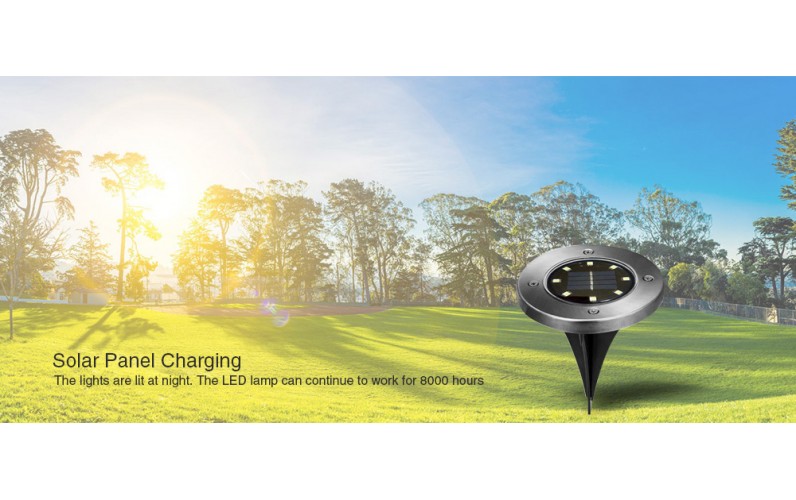 Solar Panel Charging
The lights are lit at night. The LED lamp can continue to work for 8000 hours